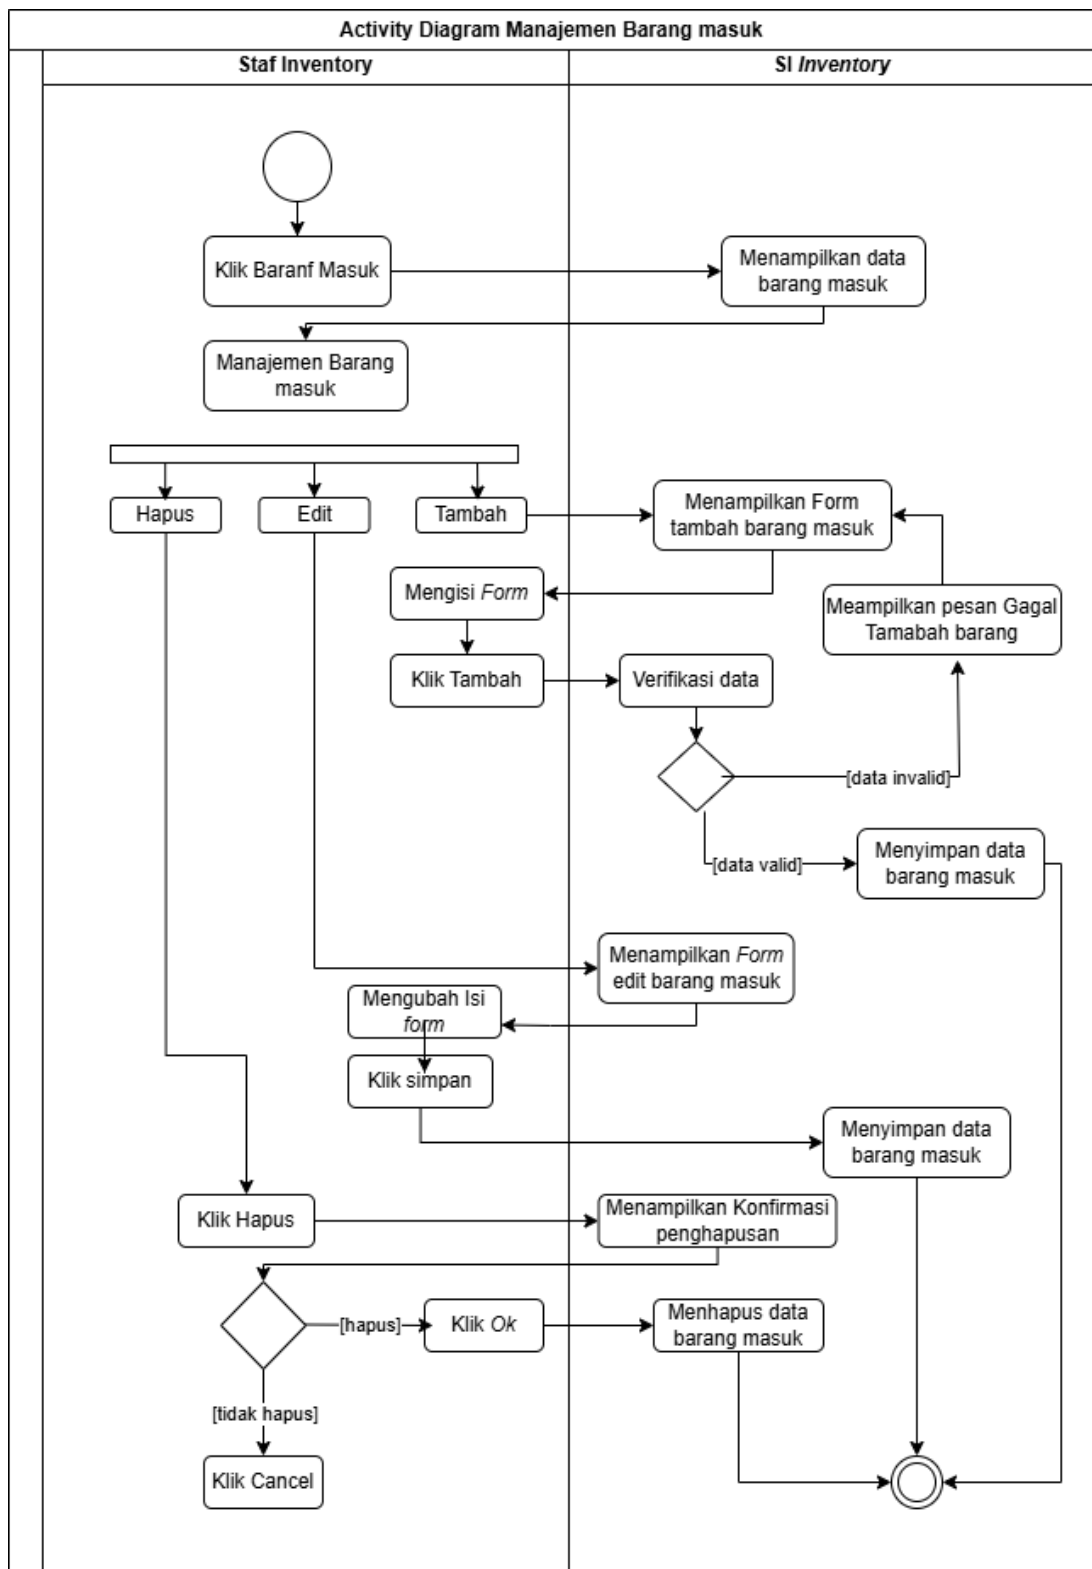 Activity Diagram Manajemen Barang masuk
Staf Inventory
SI Inventory
Klik Baranf Masuk
Menampilkan data
barang masuk
Manajemen Barang
masuk
Hapus
Edit
Tambah
Menampilkan Form
tambah barang masuk
Mengisi Form
Meampilkan pesan Gagal
Tamabah barang
Klik Tambah
Verifikasi data
[data invalid]
[data valid]
Menyimpan data
barang masuk
Menampilkan Form
edit barang masuk
Mengubah Isi
form
Klik simpan
Menyimpan data
barang masuk
Klik Hapus
Menampilkan Konfirmasi
penghapusan
[hapus]
Klik Ok
Menhapus data
barang masuk
[tidak hapus]
Klik Cancel